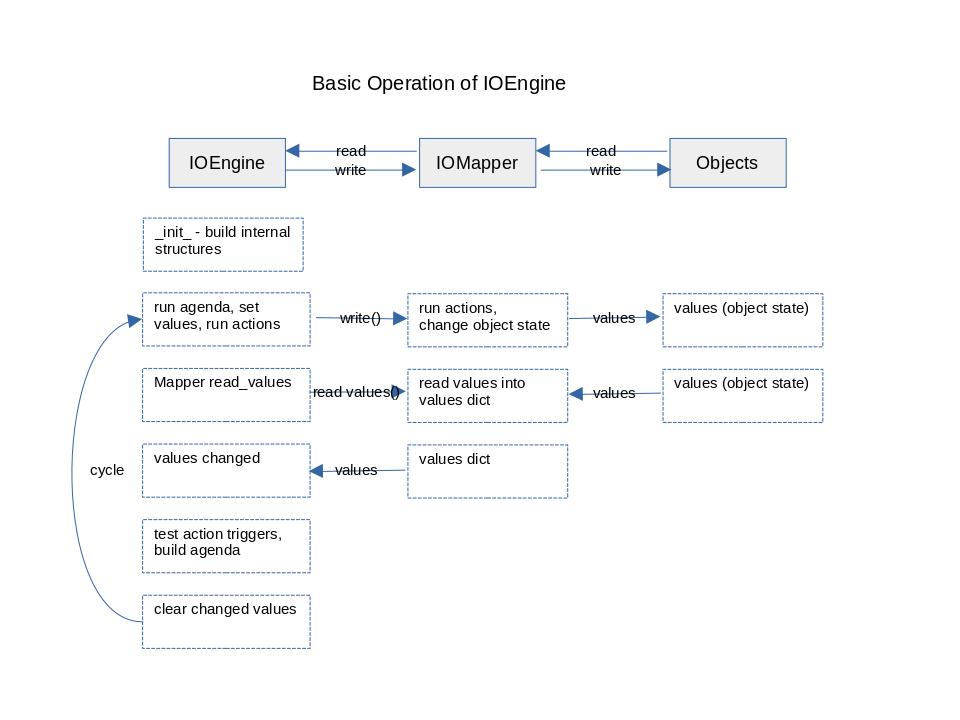 Basic Operation of IOEngine
IOEngine
read
write
IOMapper
read
write
Objects
_init_ - build internal
structures
run agenda, set
values, run actions
write()
run actions,
change object state
values
values (object state)
Mapper read_values
read values()
read values into
values dict
values
values (object state)
values changed
values
values dict
cycle
test action triggers,
build agenda
clear changed values